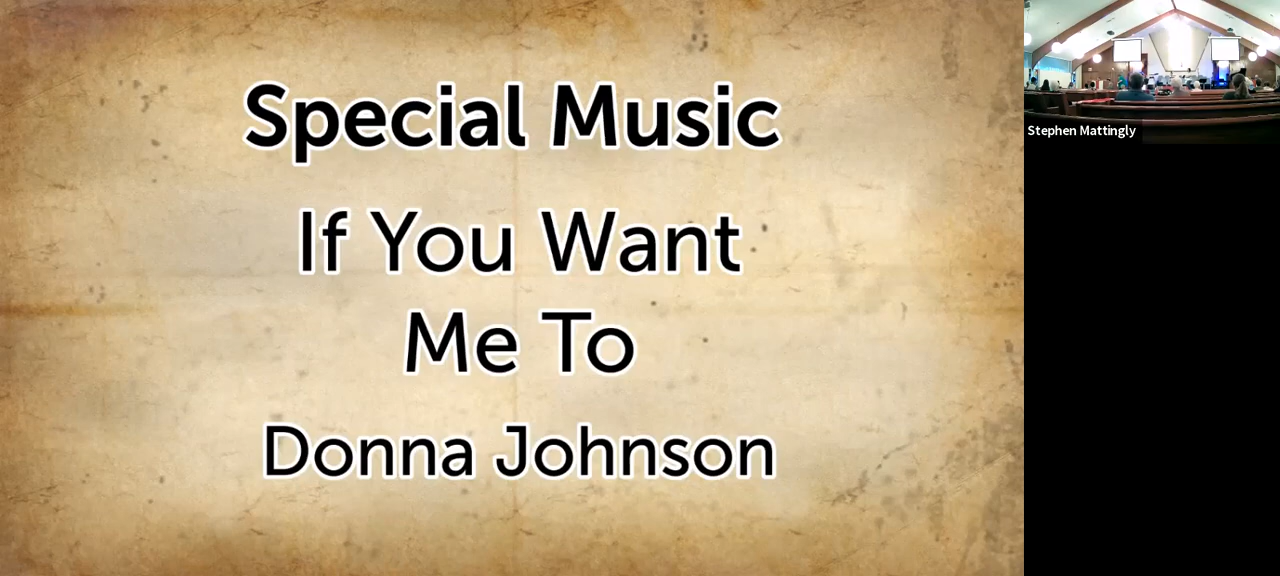 Special Music
If You Want
Me To
Donna Johnson
Stephen Mattingly